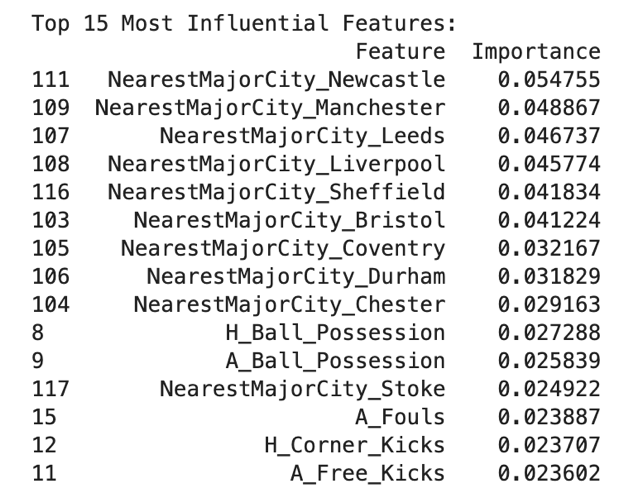 Top 15 Most Influential Features:
Feature Importance
111 NearestMajorCity_Newcastle 0.054755
109 NearestMajorCity_Manchester 0.048867
107 NearestMajorCity_Leeds 0.046737
108 NearestMajorCity_Liverpool 0.045774
116 NearestMajorCity_Sheffield 0.041834
103 NearestMajorCity_Bristol 0.041224
105 NearestMajorCity_Coventry 0.032167
106 NearestMajorCity_Durham 0.031829
104 NearestMajorCity_Chester 0.029163
8 H_Ball_Possession 0.027288
9 A_Ball_Possession 0.025839
117 NearestMajorCity_Stoke 0.024922
15 A_Fouls 0.023887
12 H_Corner_Kicks 0.023707
11 A_Free_Kicks 0.023602